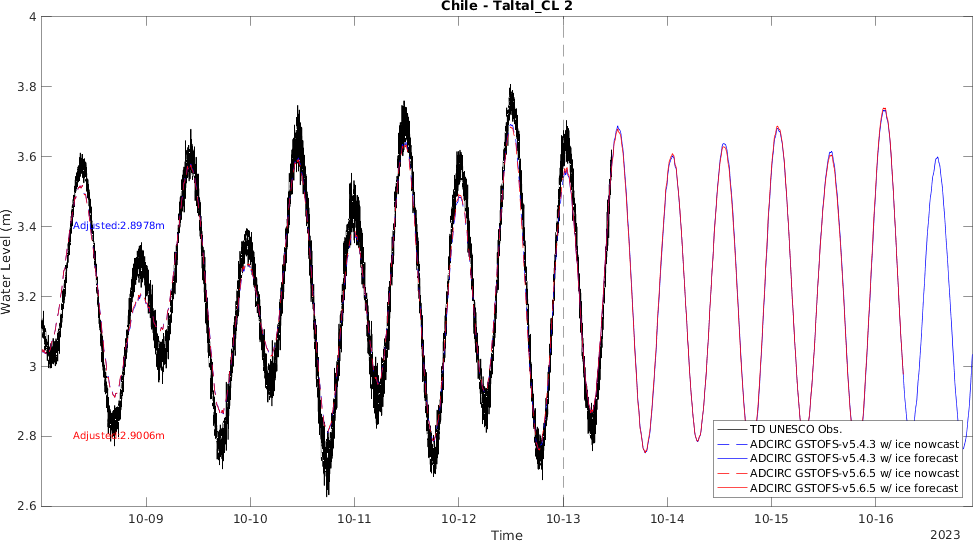 Chile - Taltal_CL 2
Water Level (m)
4
3.8
3.6
3.4
3.2
3
2.8
2.6
Adjusted:2.8978m
Adjusted:2.9006m
TD UNESCO Obs.
ADCIRC GSTOFS-v5.4.3 w/ ice nowcast
ADCIRC GSTOFS-v5.4.3 w/ ice forecast
ADCIRC GSTOFS-v5.6.5 w/ ice nowcast
ADCIRC GSTOFS-v5.6.5 w/ ice forecast
10-09 10-10 10-11 10-12 10-13 10-14 10-15 10-16
Time
2023